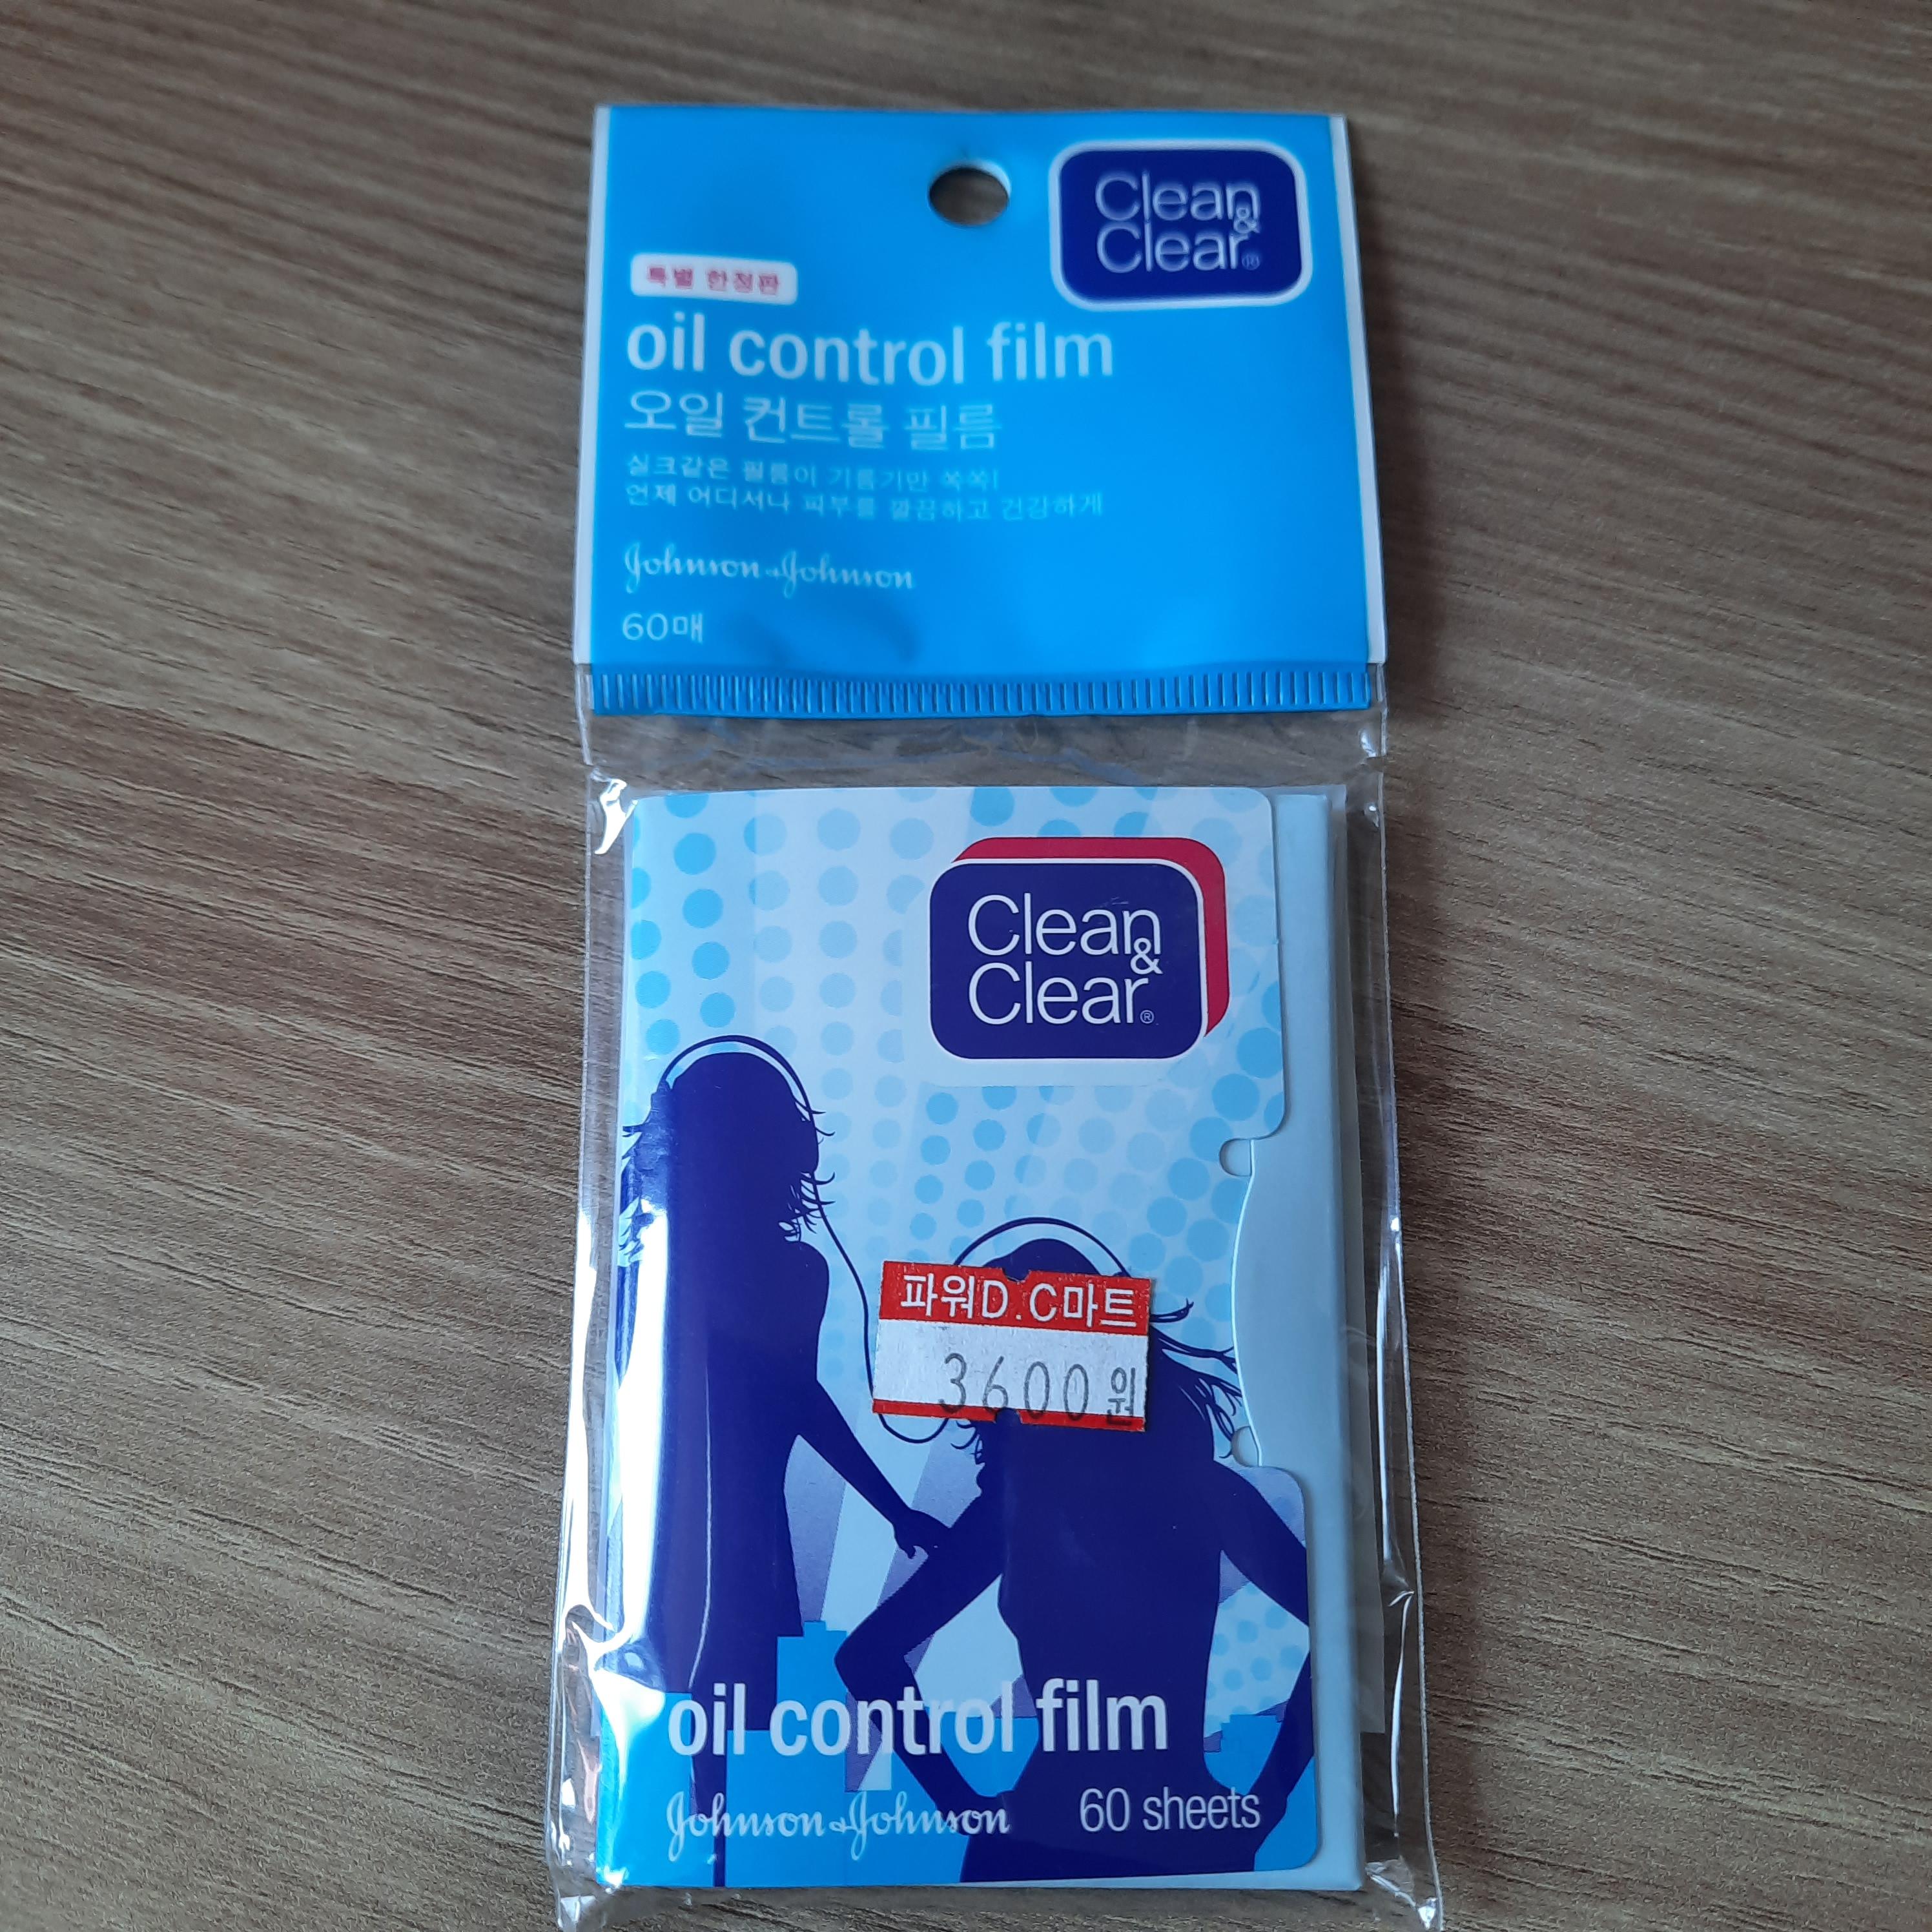 Clean
&
Clear®
특별 한정판
oil control film
오일 컨트롤 필름
실크같은 필름이 기름기만 쏙쏙!
언제 어디서나 피부를 깔끔하고 건강하게
Johnson & Johnson
60매
Clean
&
Clear®
파워D.C마트
3600원
oil control film
Johnson & Johnson
60 sheets